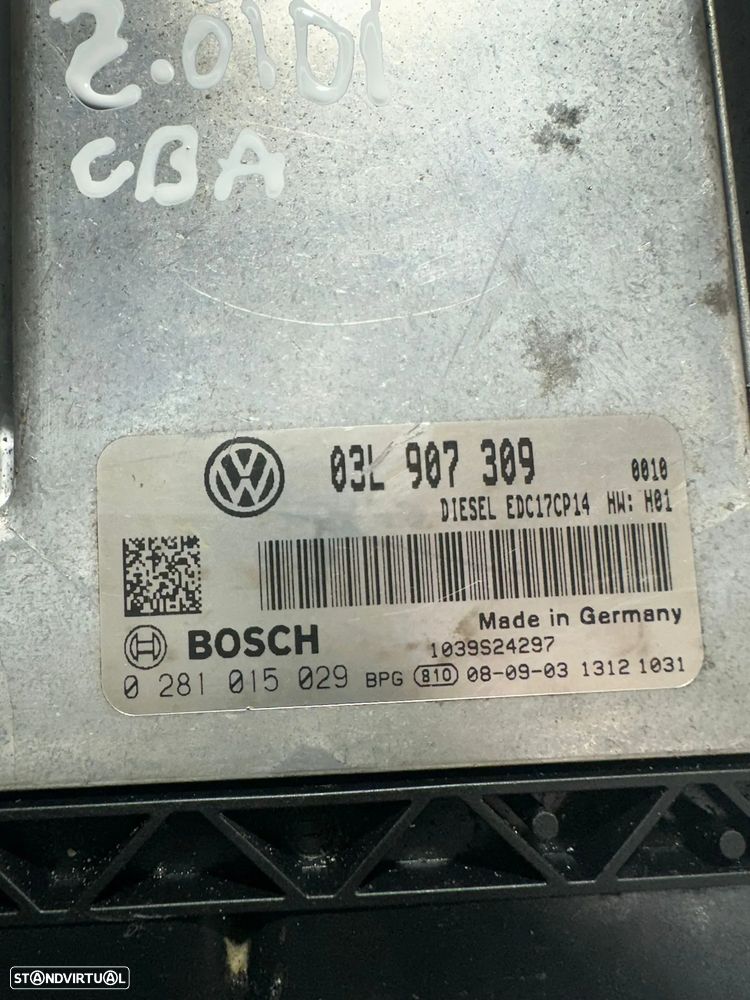 2.0TDI
CBA
VW
03L 907 309
0010
DIESEL EDC17CP14 HW: H01
Made in Germany
BOSCH
1039S24297
0 281 015 029 BPG 810 08-09-03 1312 1031
STANDVIRTUAL